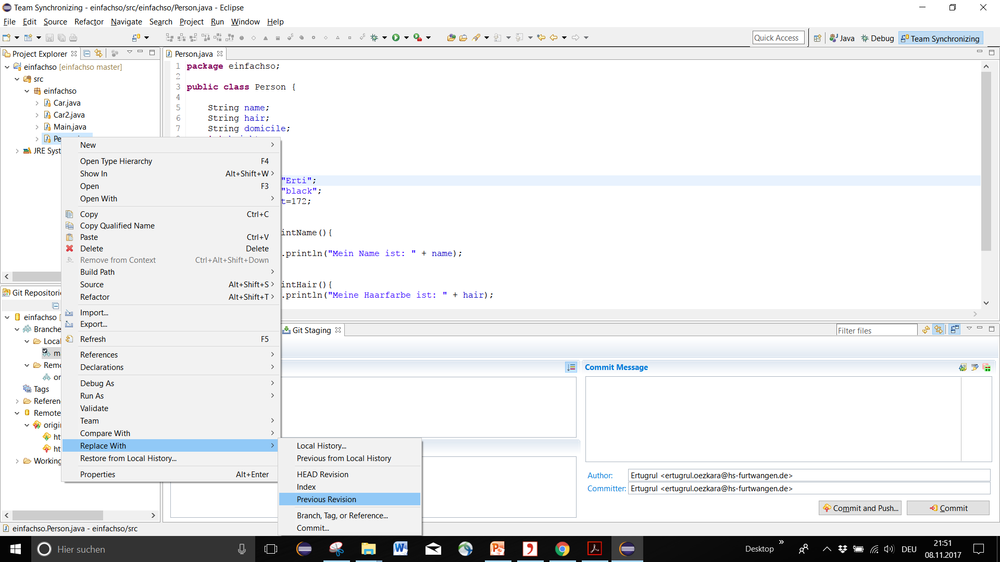 Team Synchronizing - einfachso/src/einfachso/Person.java - Eclipse
File Edit Source Refactor Navigate Search Project Run Window Help
Quick Access Java Debug Team Synchronizing
Project Explorer
einfachso [einfachso master]
src
einfachso
Car.java
Car2.java
Main.java
Pe
JRE Syst
Person.java
1 package einfachso;
2
3 public class Person {
4
5 String name;
6 String hair;
7 String domicile;
"Erti";
"black";
t=172;
intName(){
.println("Mein Name ist: " + name);
intHair(){
.println("Meine Haarfarbe ist: " + hair);
New
Open Type Hierarchy F4
Show In Alt+Shift+W
Open F3
Open With
Copy Ctrl+C
Copy Qualified Name
Paste Ctrl+V
Delete Delete
Remove from Context Ctrl+Alt+Shift+Down
Build Path
Source Alt+Shift+S
Refactor Alt+Shift+T
Import...
Export...
Refresh F5
References
Declarations
Debug As
Run As
Validate
Team
Compare With
Replace With
Restore from Local History...
Properties Alt+Enter
Local History...
Previous from Local History
HEAD Revision
Index
Previous Revision
Branch, Tag, or Reference...
Commit...
Git Repositorie
einfachso [
Branche
Local
m
Remo
or
Tags
Referen
Remote
origin
ht
ht
Working
Git Staging
Filter files
Commit Message
Author: Ertugrul <ertugrul.oezkara@hs-furtwangen.de>
Committer: Ertugrul <ertugrul.oezkara@hs-furtwangen.de>
Commit and Push...
Commit
einfachso.Person.java - einfachso/src
Hier suchen
Desktop
DEU
21:51
08.11.2017